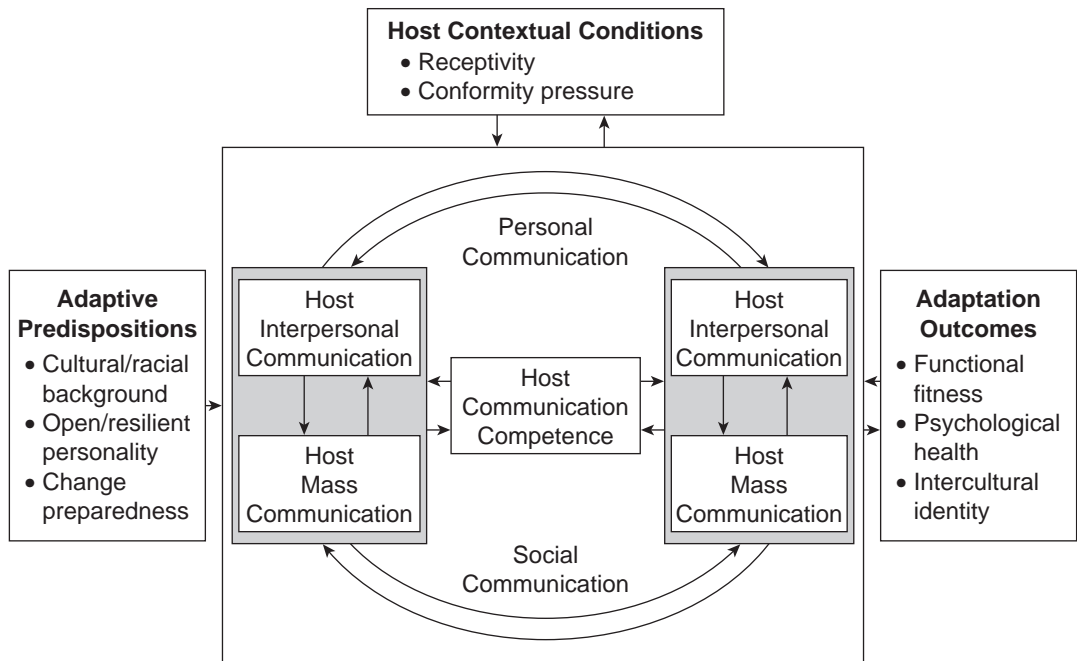 Host Contextual Conditions
• Receptivity
• Conformity pressure
Personal
Communication
Adaptive
Predispositions
• Cultural/racial
background
• Open/resilient
personality
• Change
preparedness
Host
Interpersonal
Communication
Host
Mass
Communication
Host
Communication
Competence
Host
Interpersonal
Communication
Host
Mass
Communication
Adaptation
Outcomes
• Functional
fitness
• Psychological
health
• Intercultural
identity
Social
Communication